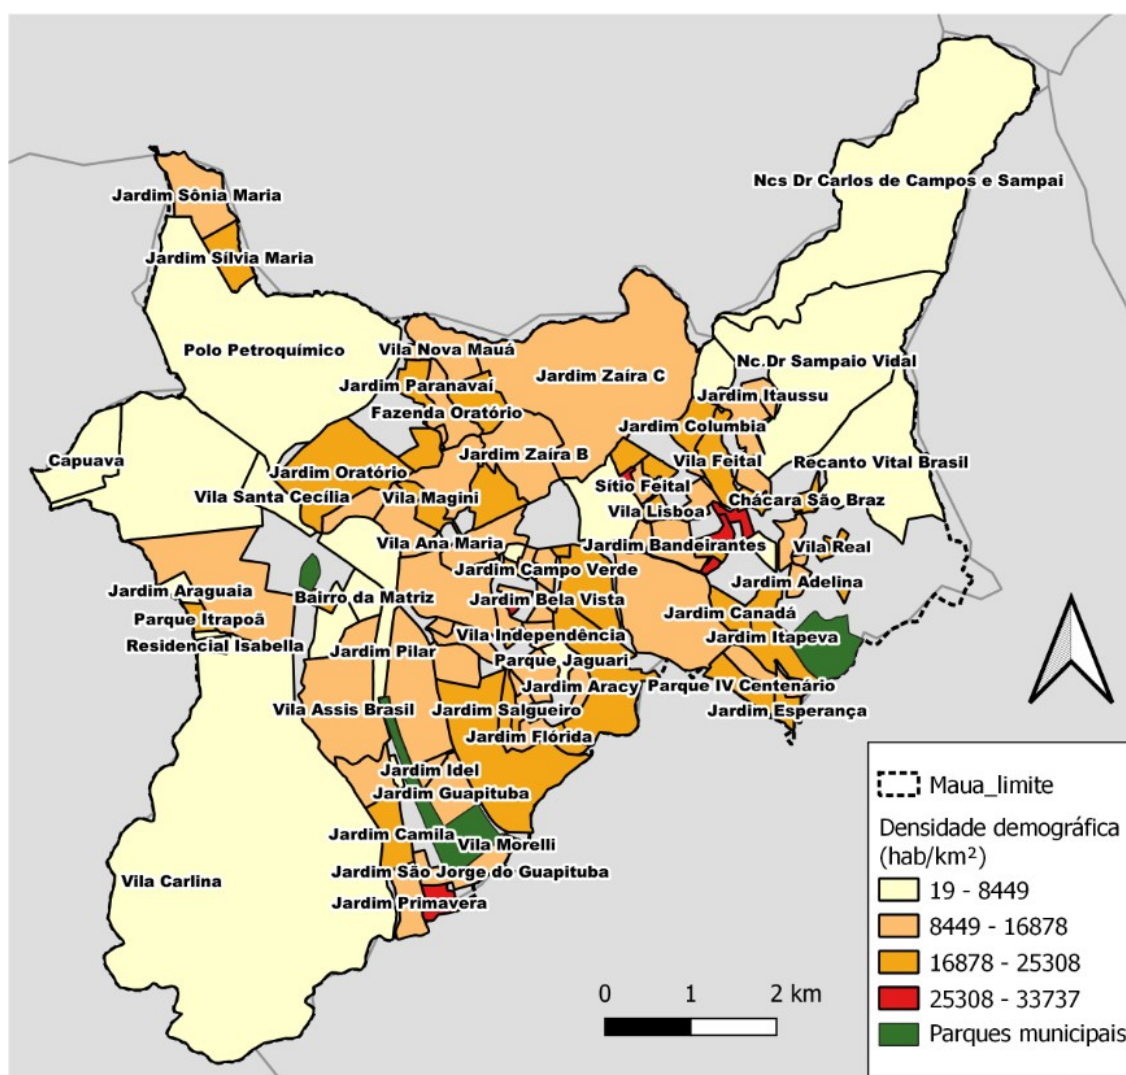 Ncs Dr Carlos de Campos e Sampai
Jardim Sônia Maria
Jardim Sílvia Maria
Polo Petroquímico
Vila Nova Mauá
Nc.Dr Sampaio Vidal
Jardim Zaíra C
Jardim Paranavaí
Jardim Itaussu
Fazenda Oratório
Jardim Columbia
Jardim Zaíra B
Capuava
Vila Feital
Recanto Vital Brasil
Jardim Oratório
Sítio Feital
Vila Santa Cecília
Vila Magini
Chácara São Braz
Vila Lisboa
Vila Ana Maria
Jardim Bandeirantes
Vila Real
Jardim Campo Verde
Jardim Adelina
Jardim Araguaia
Bairro da Matriz
Jardim Bela Vista
Jardim Canadá
Parque Itrapoã
Vila Independência
Jardim Itapeva
Residencial Isabella
Jardim Pilar
Parque Jaguari
Jardim Aracy
Parque IV Centenário
Vila Assis Brasil
Jardim Salgueiro
Jardim Esperança
Jardim Flórida
Jardim Idel
Jardim Guapituba
Jardim Camila
Vila Morelli
Jardim São Jorge do Guapituba
Vila Carlina
Jardim Primavera
0 1 2 km
Maua_limite
Densidade demográfica
(hab/km²)
19 - 8449
8449 - 16878
16878 - 25308
25308 - 33737
Parques municipais